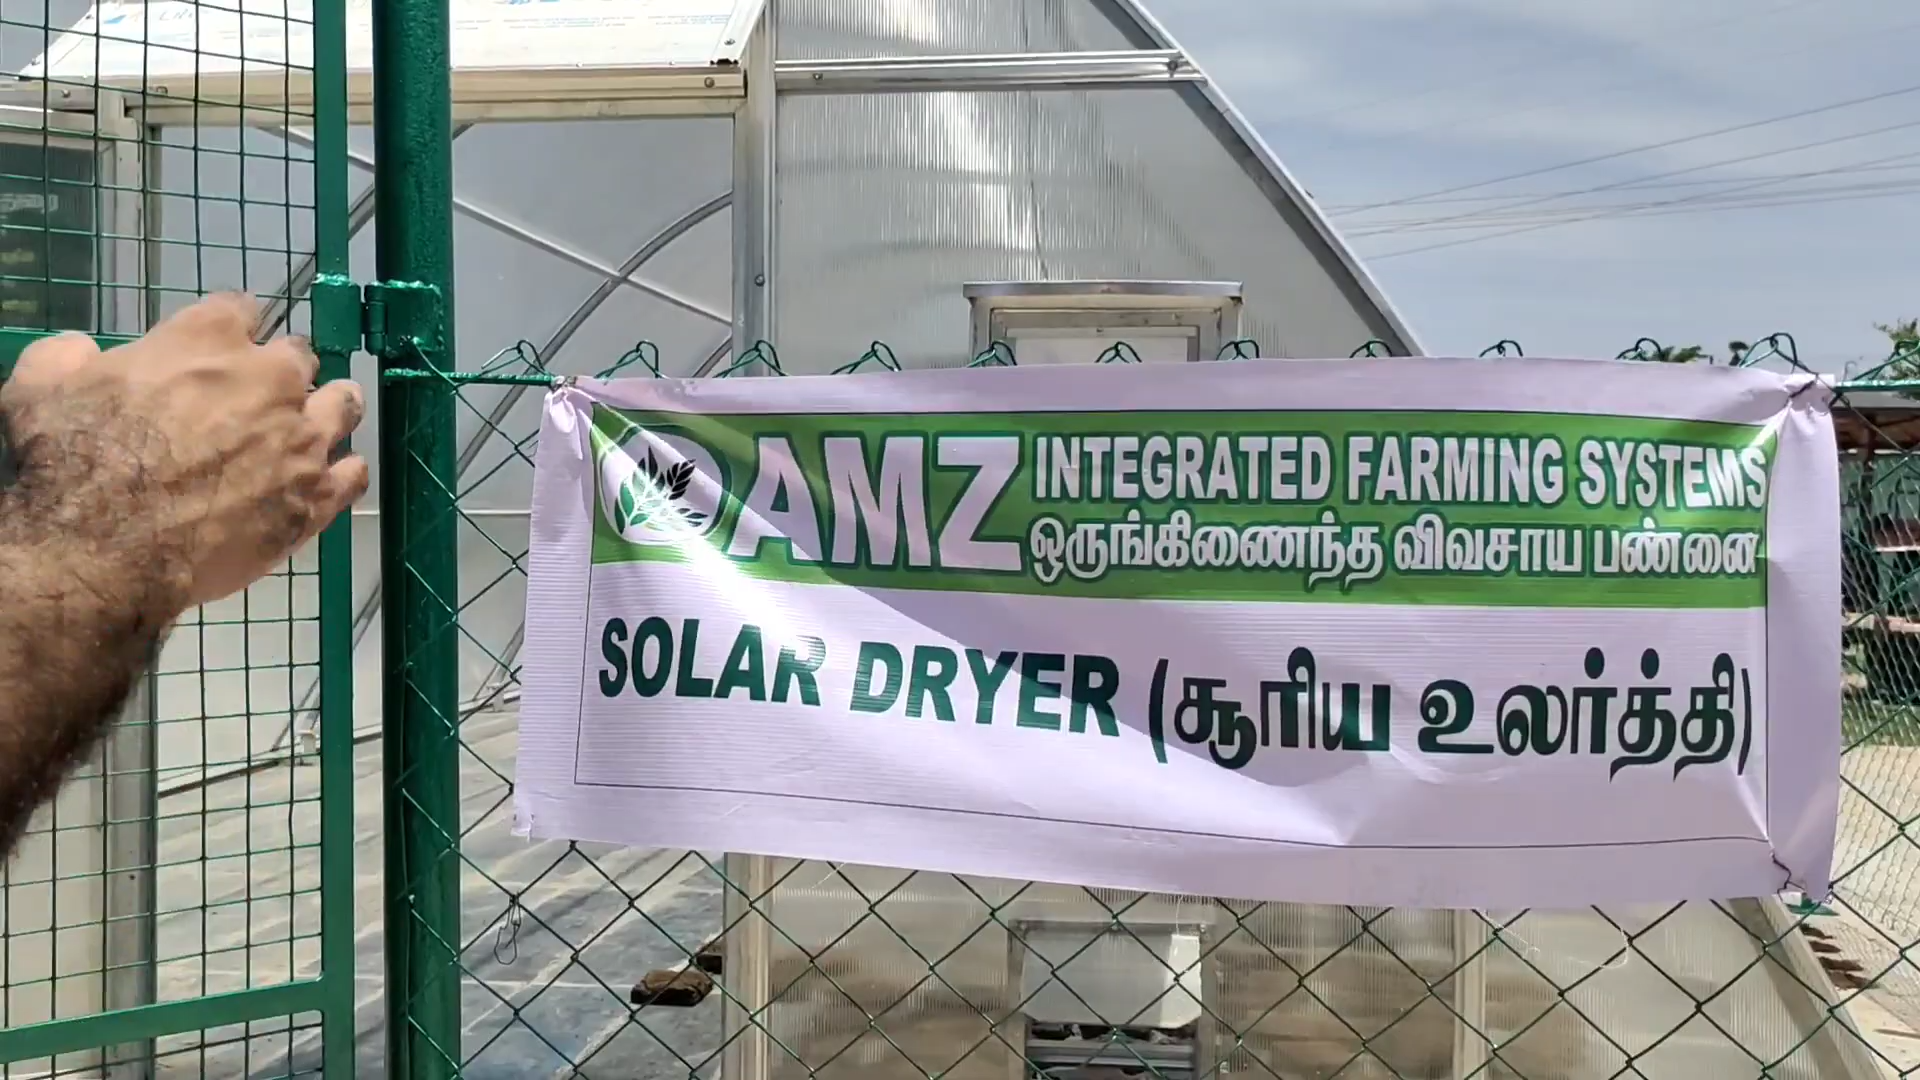 AMZ INTEGRATED FARMING SYSTEMS
ஒருங்கிணைந்த விவசாய பண்ணை
SOLAR DRYER (சூரிய உலர்த்தி)